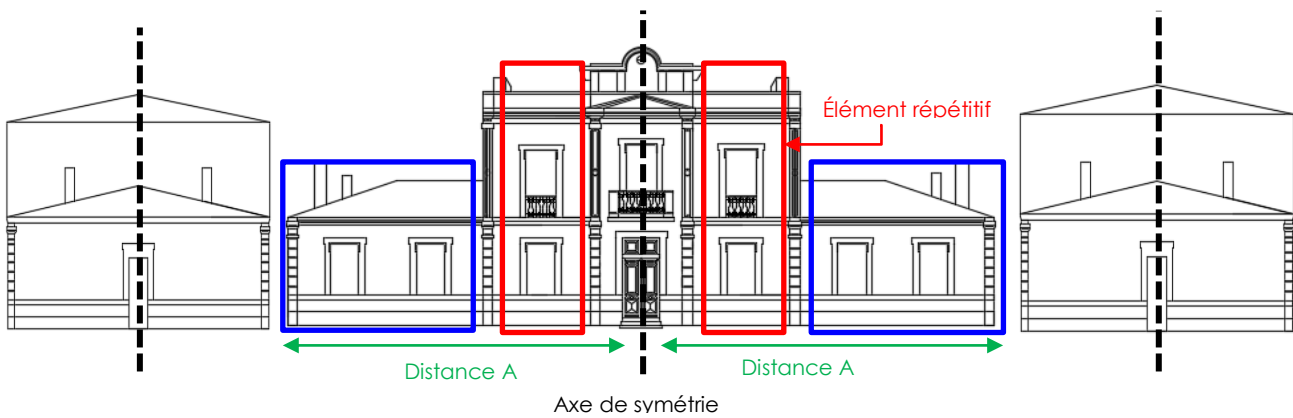 Élément répétitif
Distance A
Distance A
Axe de symétrie